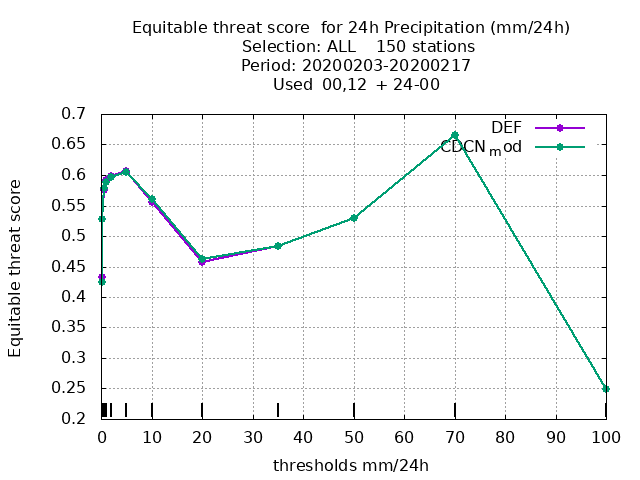 Equitable threat score for 24h Precipitation (mm/24h)
Selection: ALL 150 stations
Period: 20200203-20200217
Used 00,12 + 24-00
DEF
CDCN_mod
Equitable threat score
0.7
0.65
0.6
0.55
0.5
0.45
0.4
0.35
0.3
0.25
0.2
0 10 20 30 40 50 60 70 80 90 100
thresholds mm/24h